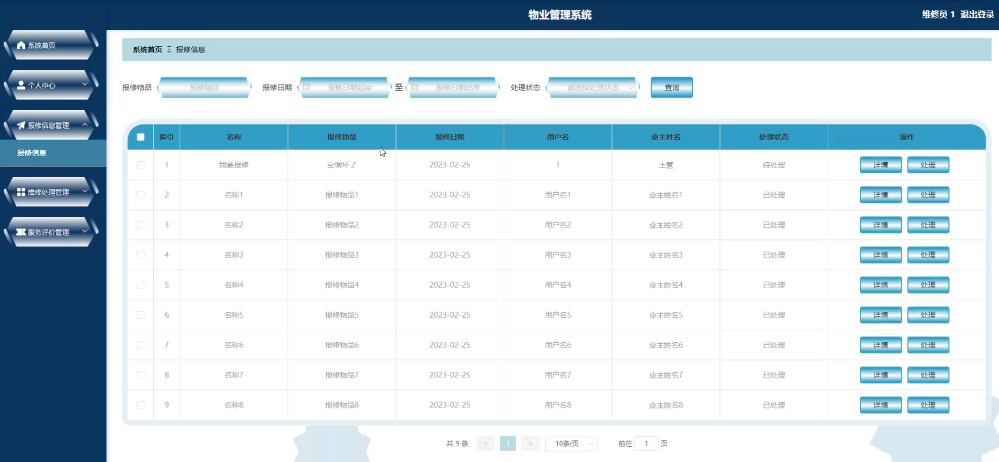 物业管理系统
维修员 1 退出登录
系统首页
个人中心
报修信息管理
报修信息
维修处理管理
服务评价管理
系统首页 Ξ 报修信息
报修物品 报修物品 报修日期 报修日期起始 至 报修日期结束 处理状态 请选择处理状态 查询
索引 名称 报修物品 报修日期 用户名 业主姓名 处理状态 操作
1 我要报修 空调坏了 2023-02-25 1 王慧 待处理 详情 处理
2 名称1 报修物品1 2023-02-25 用户名1 业主姓名1 已处理 详情 处理
3 名称2 报修物品2 2023-02-25 用户名2 业主姓名2 已处理 详情 处理
4 名称3 报修物品3 2023-02-25 用户名3 业主姓名3 已处理 详情 处理
5 名称4 报修物品4 2023-02-25 用户名4 业主姓名4 已处理 详情 处理
6 名称5 报修物品5 2023-02-25 用户名5 业主姓名5 已处理 详情 处理
7 名称6 报修物品6 2023-02-25 用户名6 业主姓名6 已处理 详情 处理
8 名称7 报修物品7 2023-02-25 用户名7 业主姓名7 已处理 详情 处理
9 名称8 报修物品8 2023-02-25 用户名8 业主姓名8 已处理 详情 处理
共 9 条 < 1 > 10条/页 前往 1 页